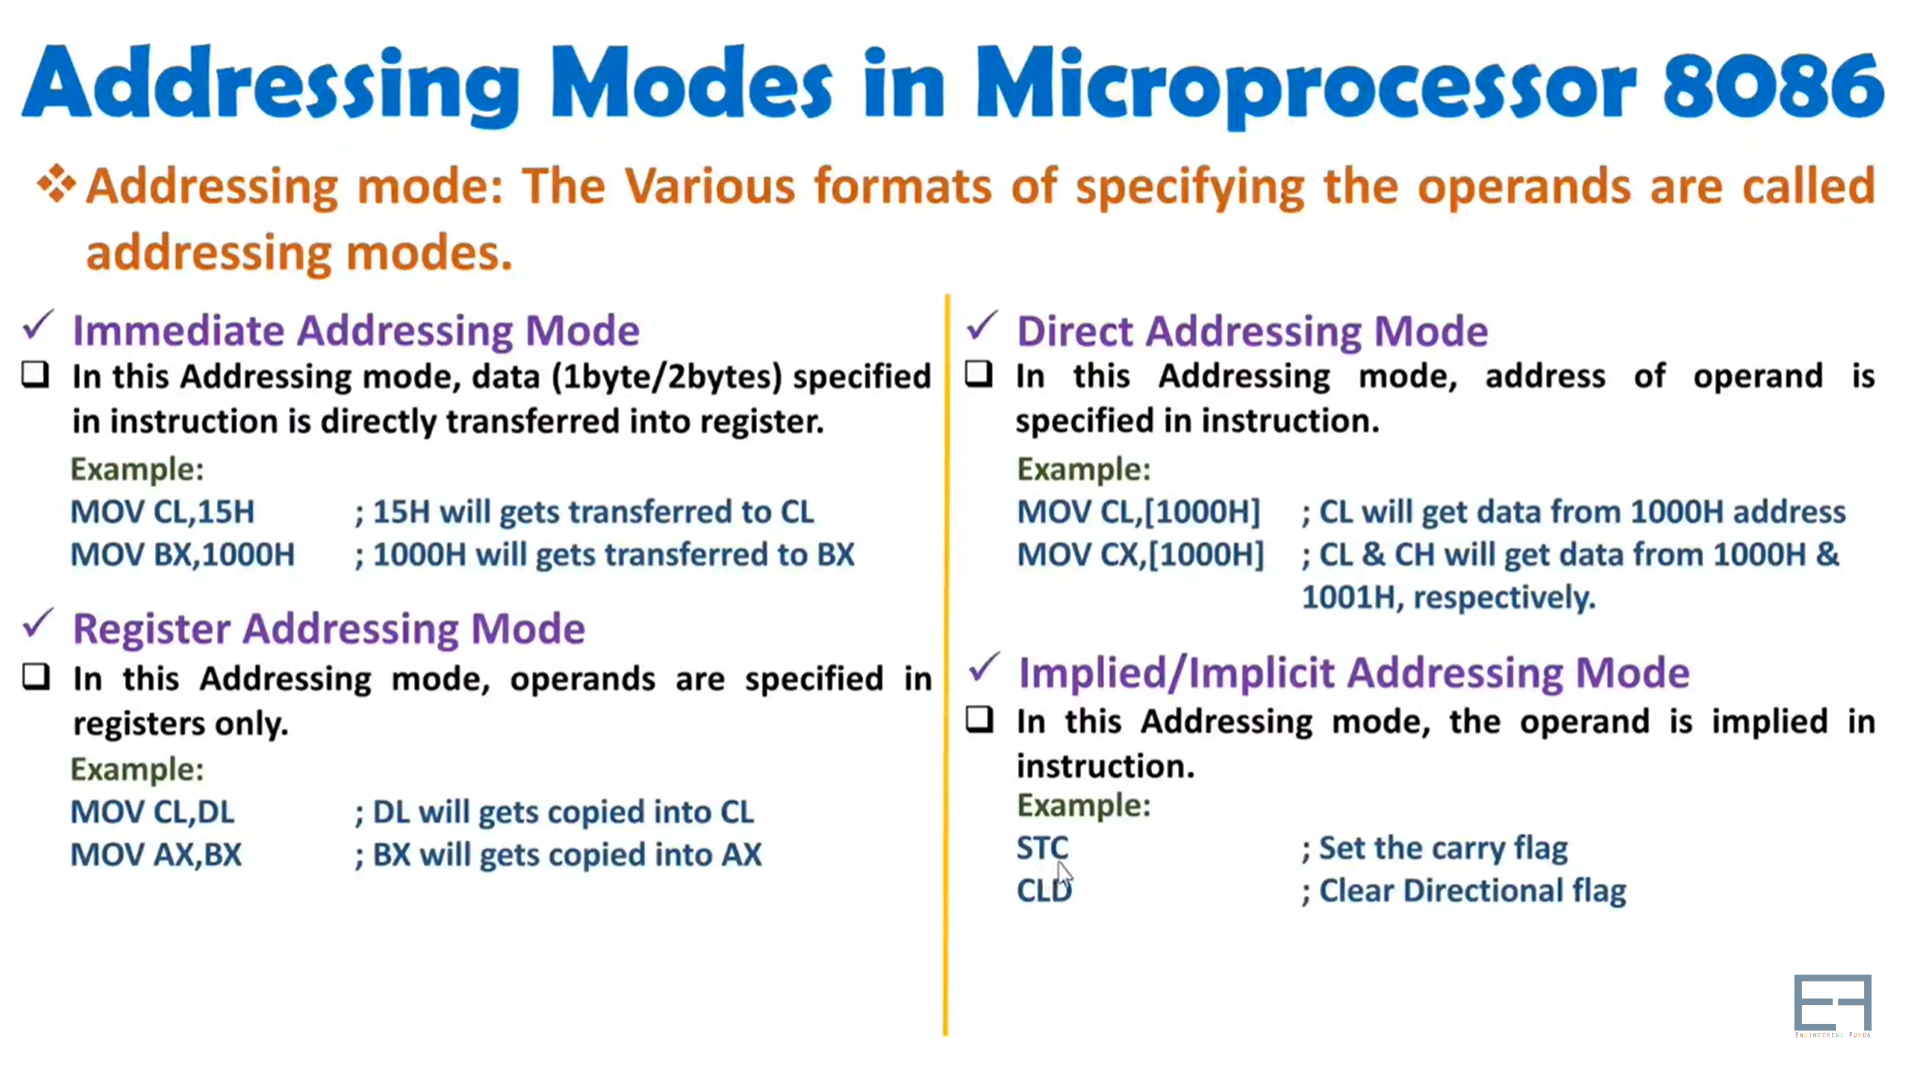 Addressing Modes in Microprocessor 8086
Addressing mode: The Various formats of specifying the operands are called
addressing modes.
Immediate Addressing Mode
In this Addressing mode, data (1byte/2bytes) specified
in instruction is directly transferred into register.
Example:
MOV CL,15H ; 15H will gets transferred to CL
MOV BX,1000H ; 1000H will gets transferred to BX
Register Addressing Mode
In this Addressing mode, operands are specified in
registers only.
Example:
MOV CL,DL ; DL will gets copied into CL
MOV AX,BX ; BX will gets copied into AX
Direct Addressing Mode
In this Addressing mode, address of operand is
specified in instruction.
Example:
MOV CL,[1000H] ; CL will get data from 1000H address
MOV CX,[1000H] ; CL & CH will get data from 1000H &
1001H, respectively.
Implied/Implicit Addressing Mode
In this Addressing mode, the operand is implied in
instruction.
Example:
STC ; Set the carry flag
CLD ; Clear Directional flag
EF
Engineering Funda